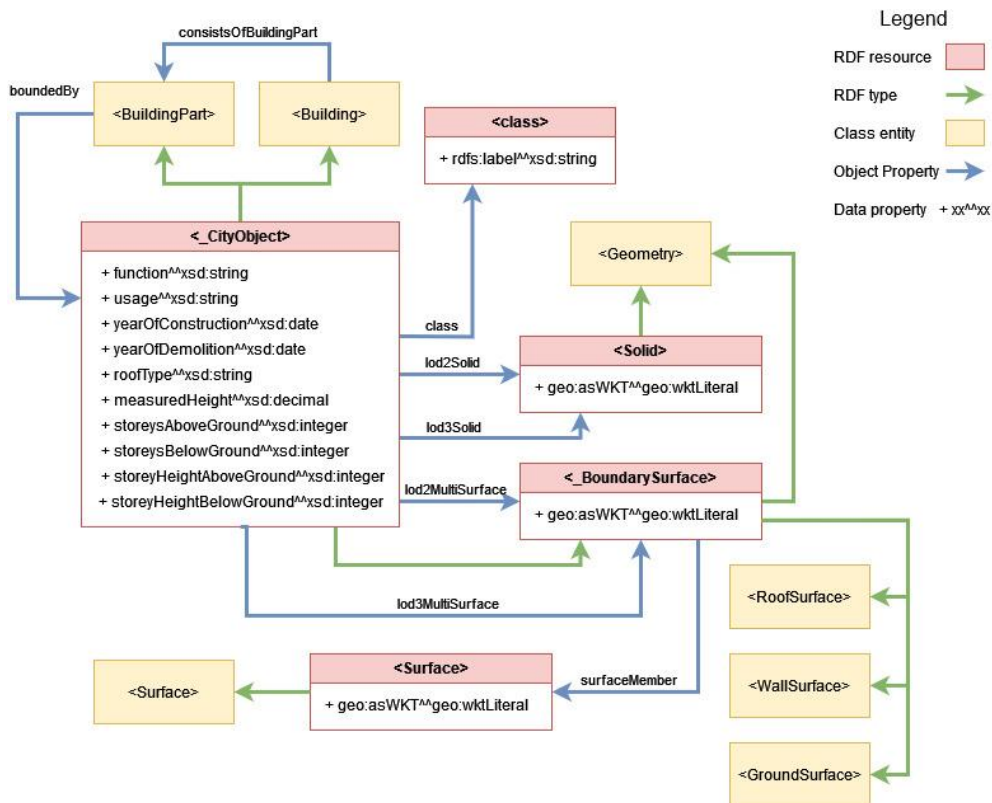 Legend
RDF resource
RDF type
Class entity
Object Property
Data property + xx^^xx
consistsOfBuildingPart
boundedBy
<BuildingPart>
<Building>
<class>
+ rdfs:label^^xsd:string
<_CityObject>
+ function^^xsd:string
+ usage^^xsd:string
+ yearOfConstruction^^xsd:date
+ yearOfDemolition^^xsd:date
+ roofType^^xsd:string
+ measuredHeight^^xsd:decimal
+ storeysAboveGround^^xsd:integer
+ storeysBelowGround^^xsd:integer
+ storeyHeightAboveGround^^xsd:integer
+ storeyHeightBelowGround^^xsd:integer
class
lod2Solid
lod3Solid
lod2MultiSurface
lod3MultiSurface
<Geometry>
<Solid>
+ geo:asWKT^^geo:wktLiteral
<_BoundarySurface>
+ geo:asWKT^^geo:wktLiteral
surfaceMember
<Surface>
<Surface>
+ geo:asWKT^^geo:wktLiteral
<RoofSurface>
<WallSurface>
<GroundSurface>